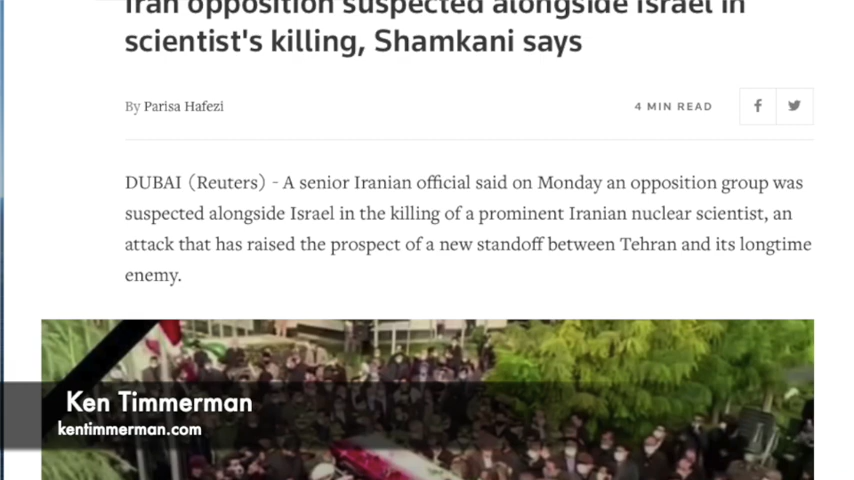 Iran opposition suspected alongside Israel in
scientist's killing, Shamkani says
By Parisa Hafezi
4 MIN READ
DUBAI (Reuters) - A senior Iranian official said on Monday an opposition group was
suspected alongside Israel in the killing of a prominent Iranian nuclear scientist, an
attack that has raised the prospect of a new standoff between Tehran and its longtime
enemy.
Ken Timmerman
kentimmerman.com